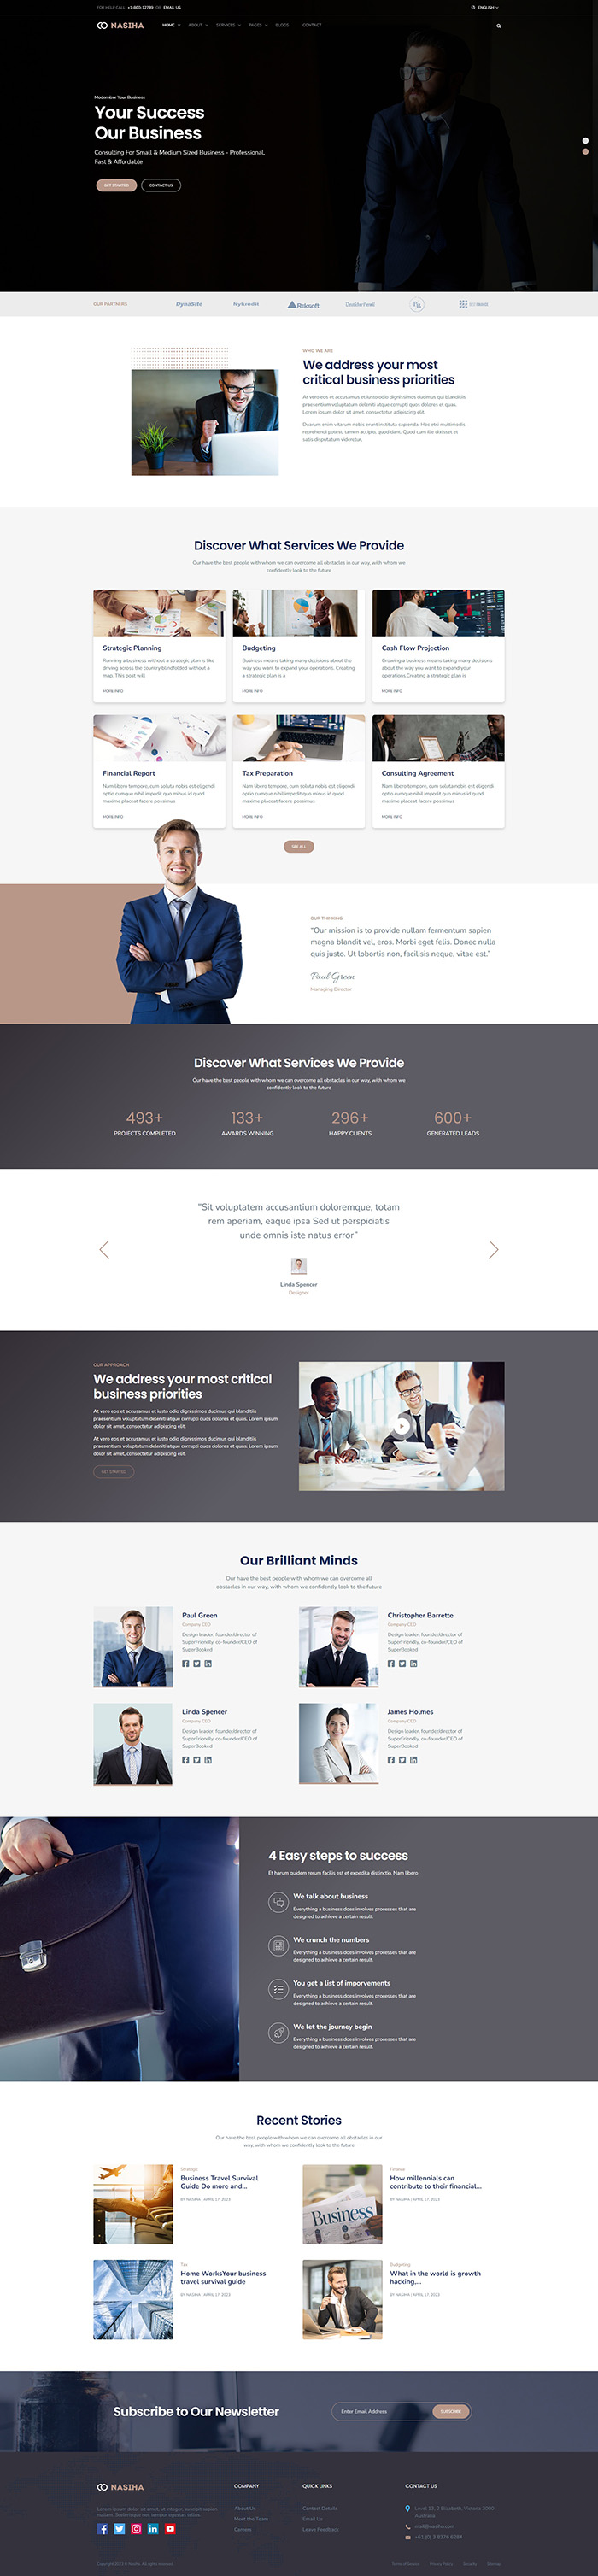 FOR HELP CALL +1-800-13789 OR EMAIL US
ENGLISH
NASIHA
HOME ABOUT SERVICES PAGES BLOGS CONTACT
Modernize Your Business
Your Success
Our Business
Consulting For Small & Medium Sized Business - Professional,
Fast & Affordable
GET STARTED
CONTACT US
OUR PARTNERS
DynaSite
Nykredit
Reksoft
WHO WE ARE
We address your most
critical business priorities
At vero eos et accusamus et iusto odio dignissimos ducimus qui blanditiis
praesentium voluptatum deleniti atque corrupti quos dolores et quas.
Lorem ipsum dolor sit amet, consectetur adipiscing elit.
Duarum enim vitarum nobis erunt instituta capienda. Hoc etsi multimodis
reprehendi potest, tamen accipio, quod dant. Quid cum ille dixisset et
satis disputatum videretur.
Discover What Services We Provide
Our have the best people with whom we can overcome all obstacles in our way, with whom we
confidently look to the future
Strategic Planning
Running a business without a strategic plan is like
driving across the country blindfolded without a
map. This post will
MORE INFO
Budgeting
Business means taking many decisions about the
way you want to expand your operations. Creating
a strategic plan is a
MORE INFO
Cash Flow Projection
Growing a business means taking many decisions
about the way you want to expand your
operations.Creating a strategic plan is
MORE INFO
Financial Report
Nam libero tempore, cum soluta nobis est eligendi
optio cumque nihil impedit quo minus id quod
maxime placeat facere possimus
MORE INFO
Tax Preparation
Nam libero tempore, cum soluta nobis est eligendi
optio cumque nihil impedit quo minus id quod
maxime placeat facere possimus
MORE INFO
Consulting Agreement
Nam libero tempore, cum soluta nobis est eligendi
optio cumque nihil impedit quo minus id quod
maxime placeat facere possimus
MORE INFO
SEE ALL
OUR THINKING
“Our mission is to provide nullam fermentum sapien
magna blandit vel, eros. Morbi eget felis. Donec nulla
quis justo. Ut lobortis non, facilisis neque, vitae est.”
Paul Green
Managing Director
Discover What Services We Provide
Our have the best people with whom we can overcome all obstacles in our way, with whom we
confidently look to the future
493+
PROJECTS COMPLETED
133+
AWARDS WINNING
296+
HAPPY CLIENTS
600+
GENERATED LEADS
“Sit voluptatem accusantium doloremque, totam
rem aperiam, eaque ipsa Sed ut perspiciatis
unde omnis iste natus error”
Linda Spencer
Designer
OUR APPROACH
We address your most critical
business priorities
At vero eos et accusamus et iusto odio dignissimos ducimus qui blanditiis
praesentium voluptatum deleniti atque corrupti quos dolores et quas. Lorem ipsum
dolor sit amet, consectetur adipiscing elit.
At vero eos et accusamus et iusto odio dignissimos ducimus qui blanditiis
praesentium voluptatum deleniti atque corrupti quos dolores et quas. Lorem ipsum
dolor sit amet, consectetur adipiscing elit.
GET STARTED
Our Brilliant Minds
Our have the best people with whom we can overcome all
obstacles in our way, with whom we confidently look to the future
Paul Green
Company CEO
Design leader, founder/director of
SuperFriendly, co-founder/CEO of
SuperBooked
Christopher Barrette
Company CEO
Design leader, founder/director of
SuperFriendly, co-founder/CEO of
SuperBooked
Linda Spencer
Company CEO
Design leader, founder/director of
SuperFriendly, co-founder/CEO of
SuperBooked
James Holmes
Company CEO
Design leader, founder/director of
SuperFriendly, co-founder/CEO of
SuperBooked
4 Easy steps to success
Et harum quidem rerum facilis est et expedita distinctio. Nam libero
We talk about business
Everything a business does involves processes that are
designed to achieve a certain result.
We crunch the numbers
Everything a business does involves processes that are
designed to achieve a certain result.
You get a list of imporvements
Everything a business does involves processes that are
designed to achieve a certain result.
We let the journey begin
Everything a business does involves processes that are
designed to achieve a certain result.
Recent Stories
Our have the best people with whom we can overcome all obstacles in our
way, with whom we confidently look to the future
Strategic
Business Travel Survival
Guide Do more and...
BY NASIHA | APRIL 17, 2023
Business
Finance
How millennials can
contribute to their financial...
BY NASIHA | APRIL 17, 2023
Tax
Home WorksYour business
travel survival guide
BY NASIHA | APRIL 17, 2023
Budgeting
What in the world is growth
hacking,...
BY NASIHA | APRIL 17, 2023
Subscribe to Our Newsletter
Enter Email Address
SUBSCRIBE
NASIHA
Lorem ipsum dolor sit amet, ut integer, suscipit sapien
COMPANY
About Us
Meet the Team
Careers
QUICK LINKS
Contact Details
Email Us
Leave Feedback
CONTACT US
Level 13, 2 Elizabeth, Victoria 3000
Australia
+61 (0) 3 8376 6284
Terms of Service Privacy Policy Security Sitemap